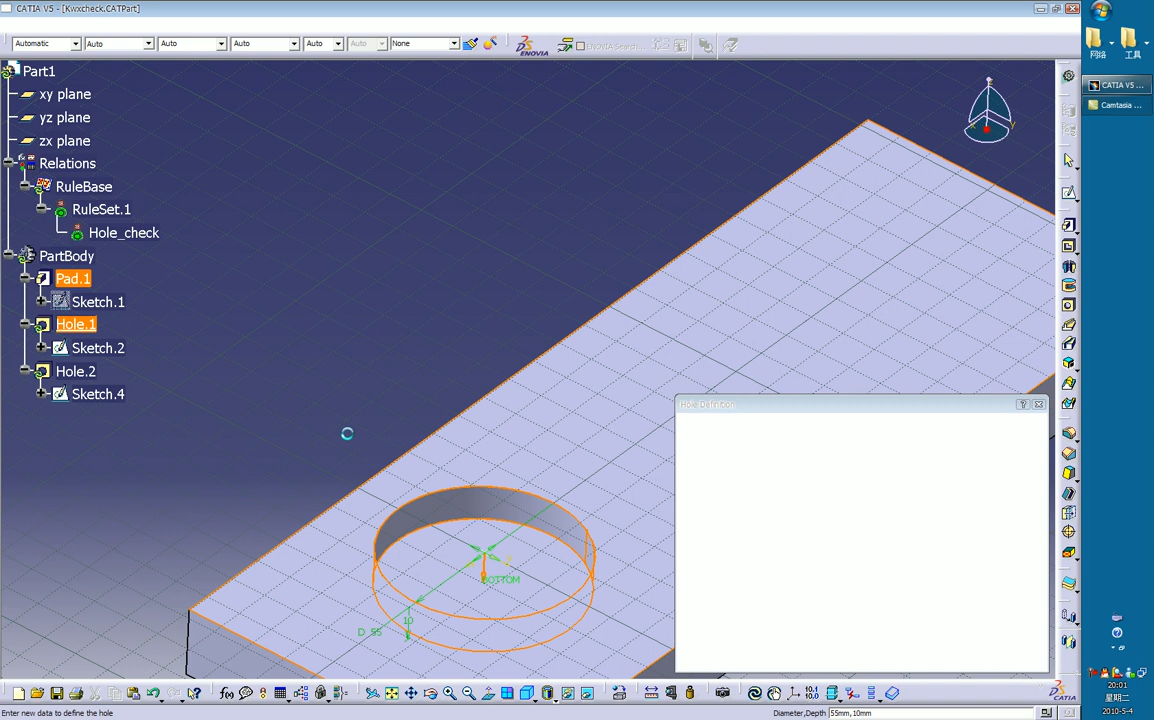 CATIA V5 - [Kwxcheck.CATPart]
Automatic Auto Auto Auto Auto Auto None
ENOVIA
ENOVIA Search...
Part1
xy plane
yz plane
zx plane
Relations
RuleBase
RuleSet.1
Hole_check
PartBody
Pad.1
Sketch.1
Hole.1
Sketch.2
Hole.2
Sketch.4
Hole Definition
BOTTOM
10
D 55
网络
工具
CATIA V5 ...
Camtasia ...
20:01
星期二
2010-5-4
CATIA
Enter new data to define the hole
Diameter,Depth 55mm,10mm